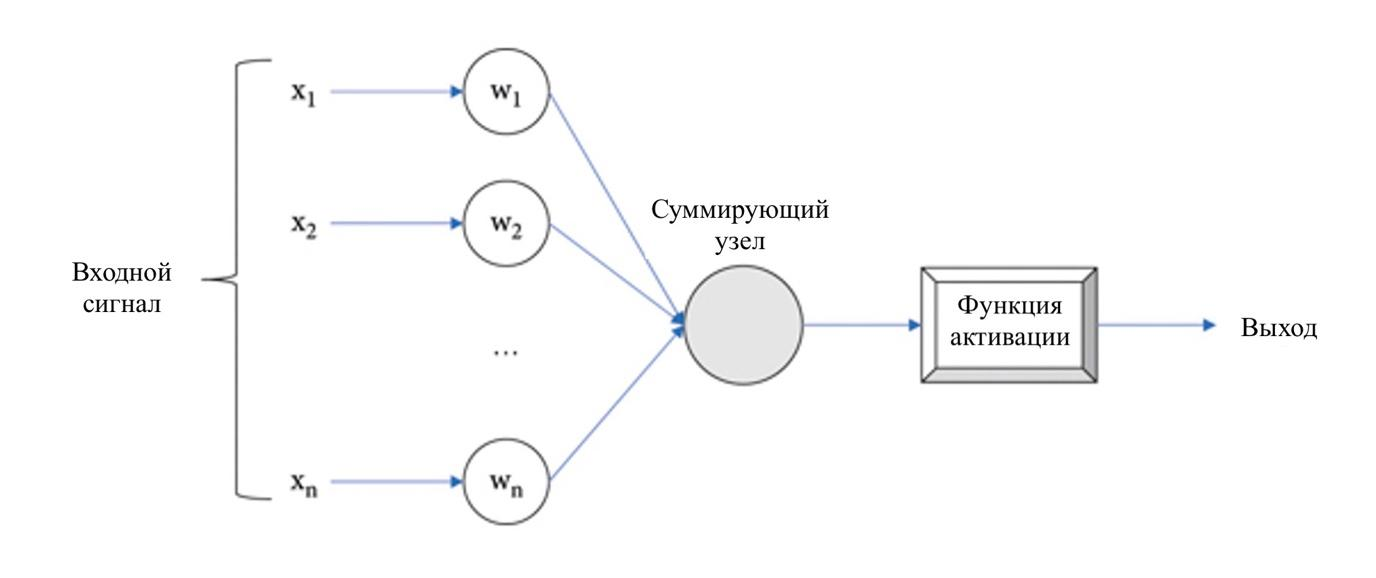 x₁
w₁
x₂
w₂
Суммирующий
узел
Входной
сигнал
Функция
активации
Выход
...
xₙ
wₙ